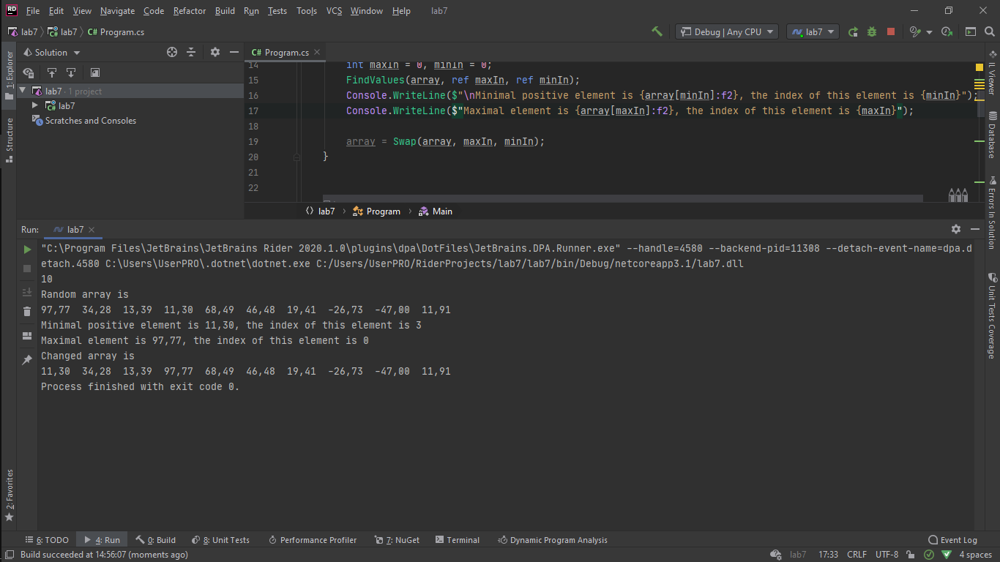 RD File Edit View Navigate Code Refactor Build Run Tests Tools VCS Window Help lab7
lab7 lab7 C# Program.cs Debug | Any CPU lab7
1: Explorer
Structure
2: Favorites
Solution
lab7 · 1 project
lab7
Scratches and Consoles
C# Program.cs
14 int maxIn = 0, minIn = 0;
15 FindValues(array, ref maxIn, ref minIn);
16 Console.WriteLine($"\nMinimal positive element is {array[minIn]:f2}, the index of this element is {minIn}");
17 Console.WriteLine($"Maximal element is {array[maxIn]:f2}, the index of this element is {maxIn}");
18
19 array = Swap(array, maxIn, minIn);
20 }
21
22
lab7 Program Main
IL Viewer
Database
Errors In Solution
Unit Tests Coverage
Run: lab7
"C:\Program Files\JetBrains\JetBrains Rider 2020.1.0\plugins\dpa\DotFiles\JetBrains.DPA.Runner.exe" --handle=4580 --backend-pid=11308 --detach-event-name=dpa.d
etach.4580 C:\Users\UserPRO\.dotnet\dotnet.exe C:/Users/UserPRO/RiderProjects/lab7/lab7/bin/Debug/netcoreapp3.1/lab7.dll
10
Random array is
97,77 34,28 13,39 11,30 68,49 46,48 19,41 -26,73 -47,00 11,91
Minimal positive element is 11,30, the index of this element is 3
Maximal element is 97,77, the index of this element is 0
Changed array is
11,30 34,28 13,39 97,77 68,49 46,48 19,41 -26,73 -47,00 11,91
Process finished with exit code 0.
6: TODO 4: Run 0: Build 8: Unit Tests Performance Profiler 7: NuGet Terminal Dynamic Program Analysis Event Log
Build succeeded at 14:56:07 (moments ago) lab7 17:33 CRLF UTF-8 4 spaces